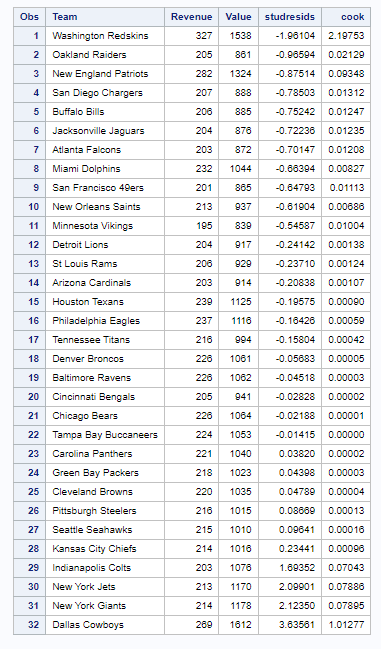 Obs Team Revenue Value studresids cook
1 Washington Redskins 327 1538 -1.96104 2.19753
2 Oakland Raiders 205 861 -0.96594 0.02129
3 New England Patriots 282 1324 -0.87514 0.09348
4 San Diego Chargers 207 888 -0.78503 0.01312
5 Buffalo Bills 206 885 -0.75242 0.01247
6 Jacksonville Jaguars 204 876 -0.72236 0.01235
7 Atlanta Falcons 203 872 -0.70147 0.01208
8 Miami Dolphins 232 1044 -0.66394 0.00827
9 San Francisco 49ers 201 865 -0.64793 0.01113
10 New Orleans Saints 213 937 -0.61904 0.00686
11 Minnesota Vikings 195 839 -0.54587 0.01004
12 Detroit Lions 204 917 -0.24142 0.00138
13 St Louis Rams 206 929 -0.23710 0.00124
14 Arizona Cardinals 203 914 -0.20838 0.00107
15 Houston Texans 239 1125 -0.19575 0.00090
16 Philadelphia Eagles 237 1116 -0.16426 0.00059
17 Tennessee Titans 216 994 -0.15804 0.00042
18 Denver Broncos 226 1061 -0.05683 0.00005
19 Baltimore Ravens 226 1062 -0.04518 0.00003
20 Cincinnati Bengals 205 941 -0.02828 0.00002
21 Chicago Bears 226 1064 -0.02188 0.00001
22 Tampa Bay Buccaneers 224 1053 -0.01415 0.00000
23 Carolina Panthers 221 1040 0.03820 0.00002
24 Green Bay Packers 218 1023 0.04398 0.00003
25 Cleveland Browns 220 1035 0.04789 0.00004
26 Pittsburgh Steelers 216 1015 0.08669 0.00013
27 Seattle Seahawks 215 1010 0.09641 0.00016
28 Kansas City Chiefs 214 1016 0.23441 0.00096
29 Indianapolis Colts 203 1076 1.69352 0.07043
30 New York Jets 213 1170 2.09901 0.07886
31 New York Giants 214 1178 2.12350 0.07895
32 Dallas Cowboys 269 1612 3.63561 1.01277